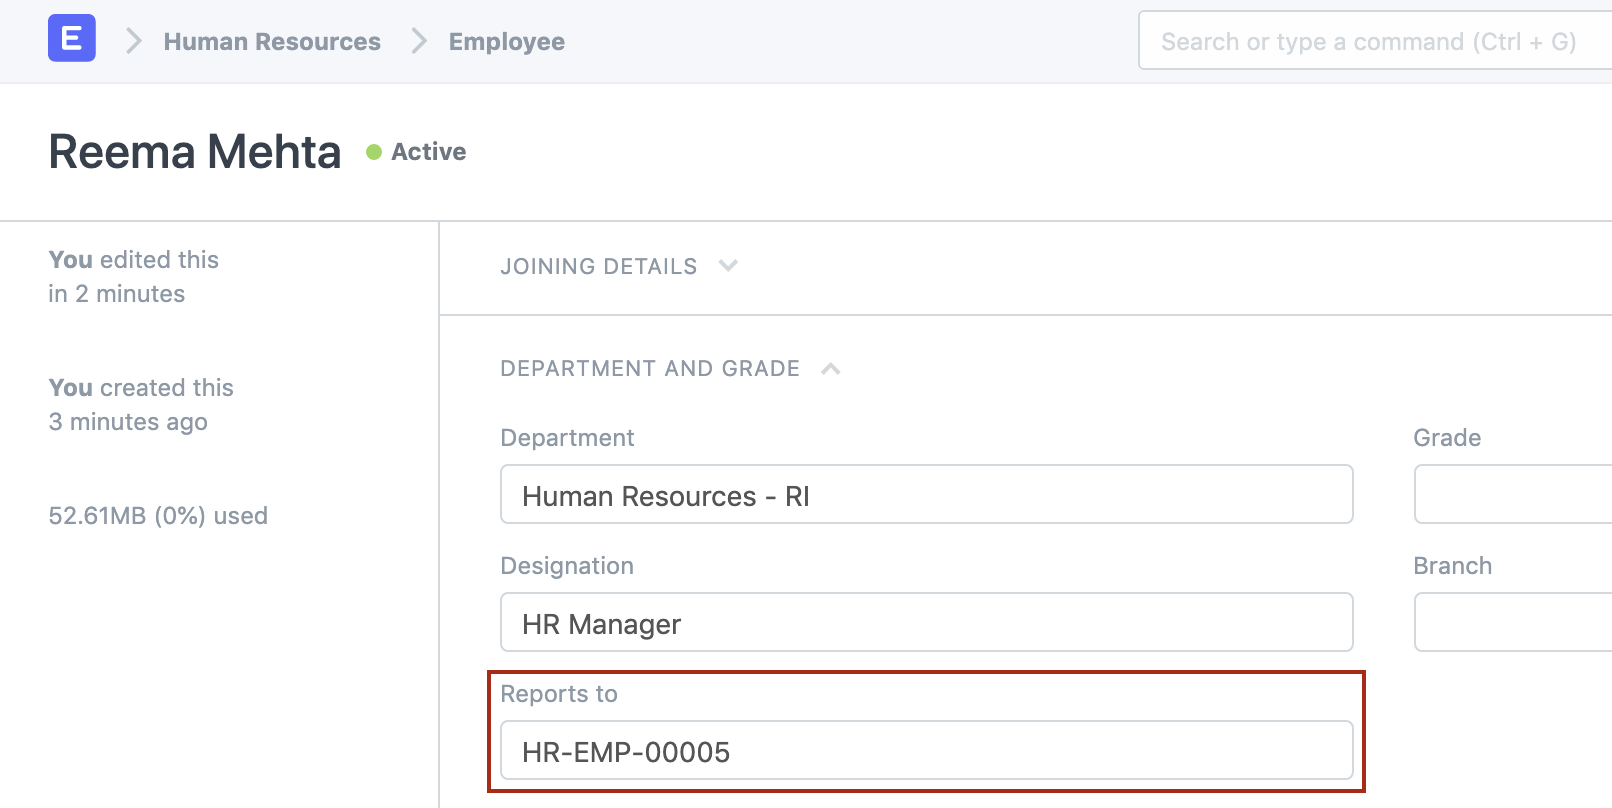 E > Human Resources > Employee
Search or type a command (Ctrl + G)
Reema Mehta Active
You edited this
in 2 minutes
You created this
3 minutes ago
52.61MB (0%) used
JOINING DETAILS
DEPARTMENT AND GRADE
Department
Human Resources - RI
Grade
Designation
HR Manager
Branch
Reports to
HR-EMP-00005